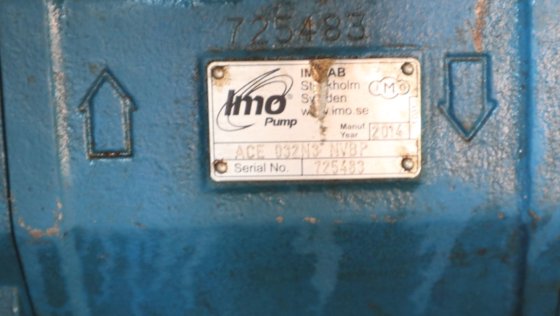 725483
IMO AB
Stockholm
Sweden
www.imo.se
IMO
imo
Pump
Manuf
Year
2014
ACE 032N3 NVBP
Serial No. 725483